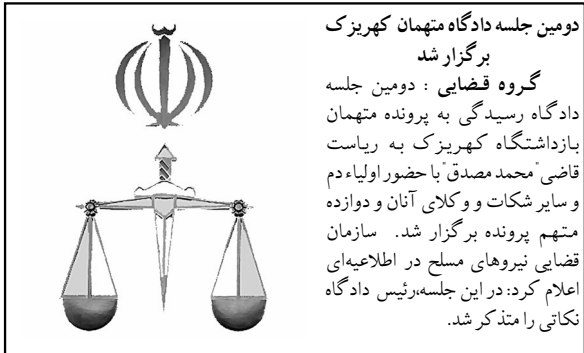 دومین جلسه دادگاه متهمان کهریزک
برگزار شد
گروه قضایی : دومین جلسه
دادگاه رسیدگی به پرونده متهمان
بازداشتگاه کهریزک به ریاست
قاضی"محمد مصدق"با حضور اولیاء دم
و سایر شکات و وکلای آنان و دوازده
متهم پرونده برگزار شد. سازمان
قضایی نیروهای مسلح در اطلاعیه‌ای
اعلام کرد: در این جلسه،رئیس دادگاه
نکاتی را متذکر شد.